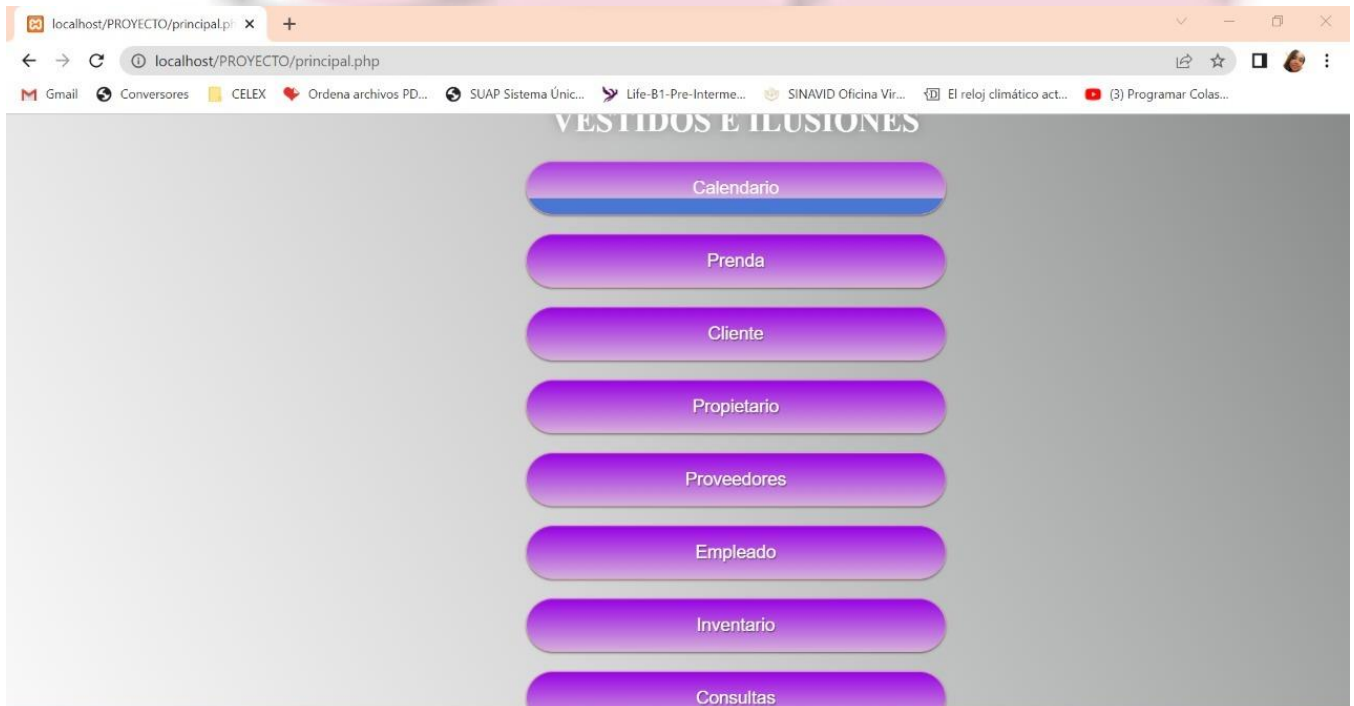 localhost/PROYECTO/principal.ph
localhost/PROYECTO/principal.php
Gmail Conversores CELEX Ordena archivos PD... SUAP Sistema Únic... Life-B1-Pre-Interme... SINAVID Oficina Vir... El reloj climático act... (3) Programar Colas...
VESTIDOS E ILUSIONES
Calendario
Prenda
Cliente
Propietario
Proveedores
Empleado
Inventario
Consultas